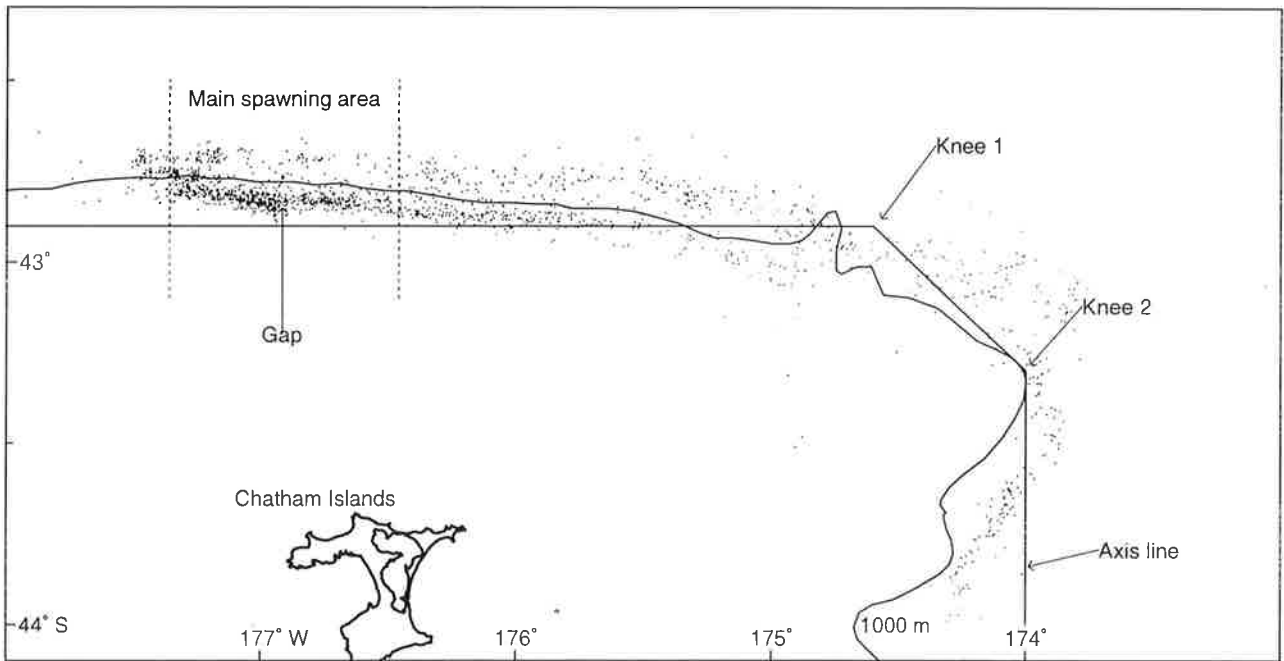 Main spawning area
Knee 1
43°
Knee 2
Gap
Chatham Islands
Axis line
44° S
177° W
176°
175°
1000 m
174°